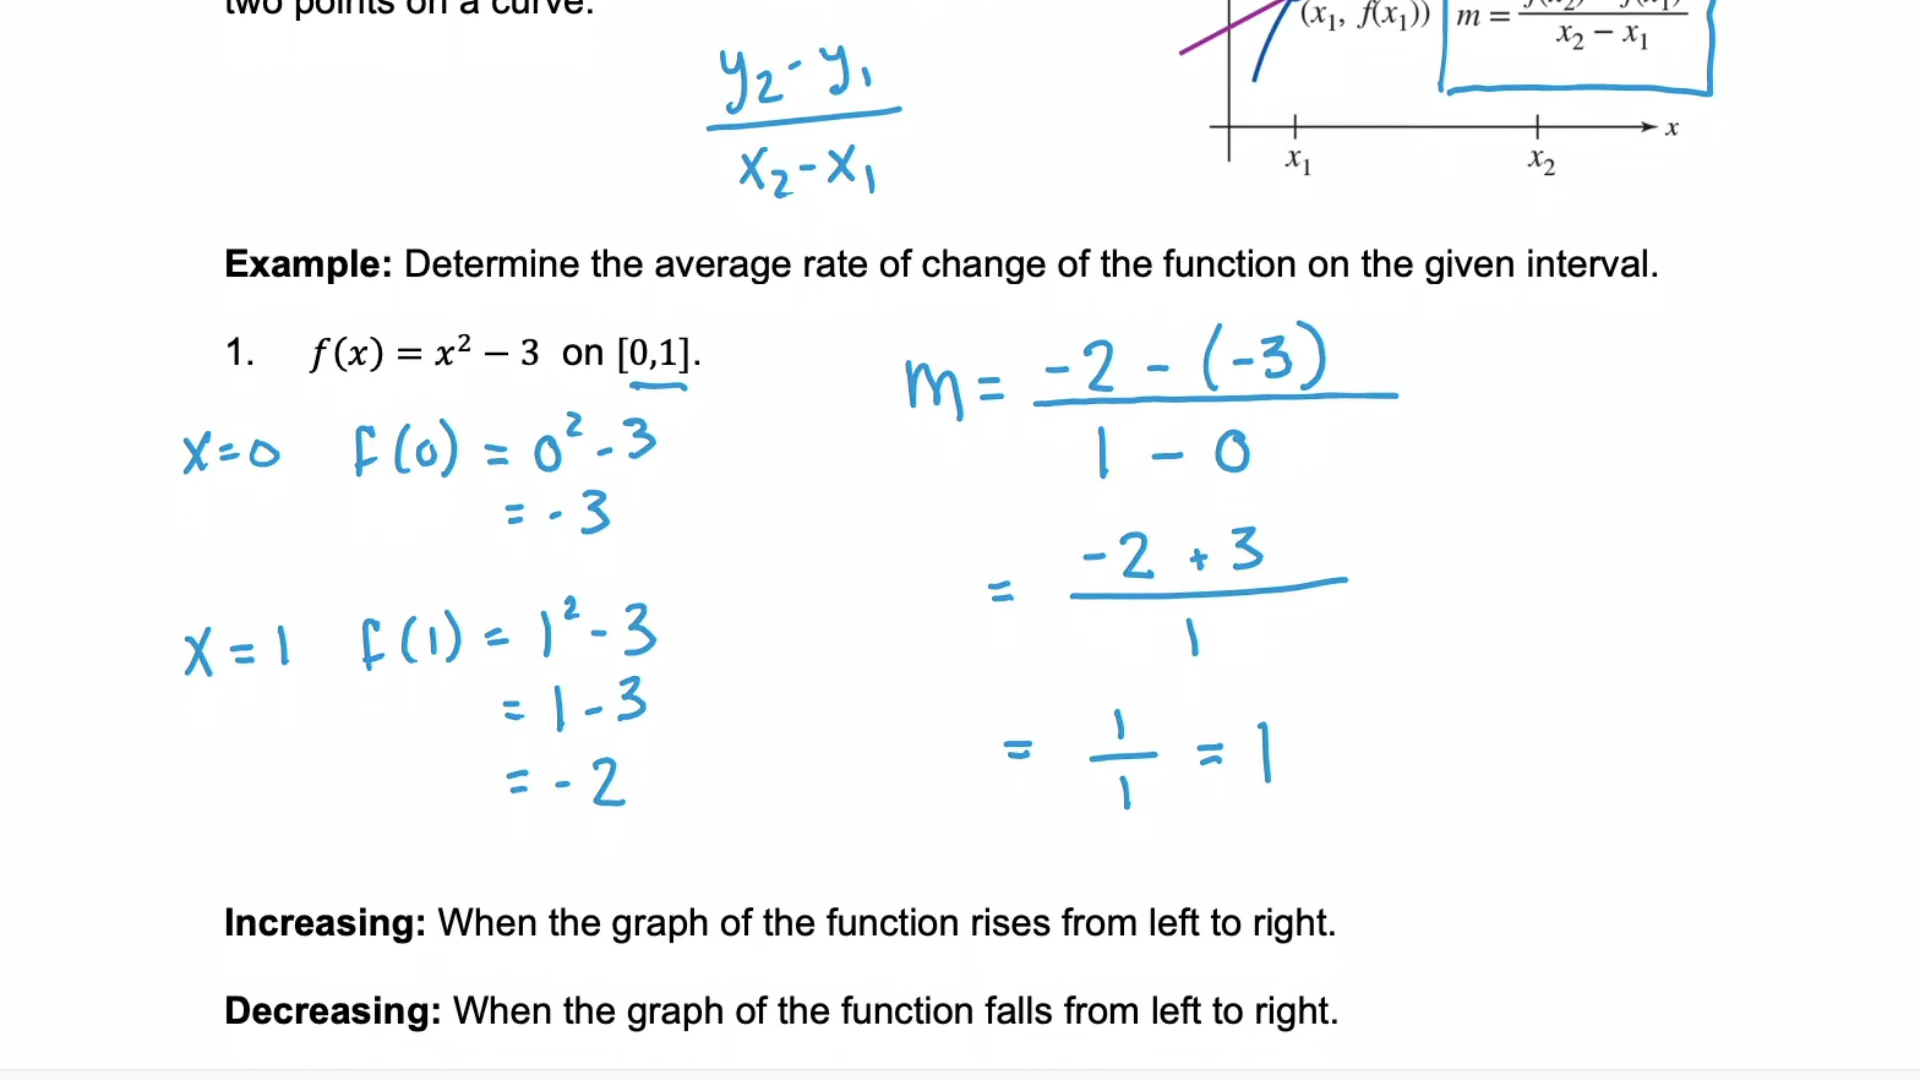 two points on a curve.
(x₁, f(x₁))
m =
x₂ − x₁
y₂ - y₁
x₂ - x₁
x
x₁
x₂
Example: Determine the average rate of change of the function on the given interval.
1. f(x) = x² − 3 on [0,1].
x = 0 f(0) = 0² - 3
= -3
x = 1 f(1) = 1² - 3
= 1 - 3
= -2
m = -2 - (-3)
1 - 0
= -2 + 3
1
= 1
1
= 1
Increasing: When the graph of the function rises from left to right.
Decreasing: When the graph of the function falls from left to right.